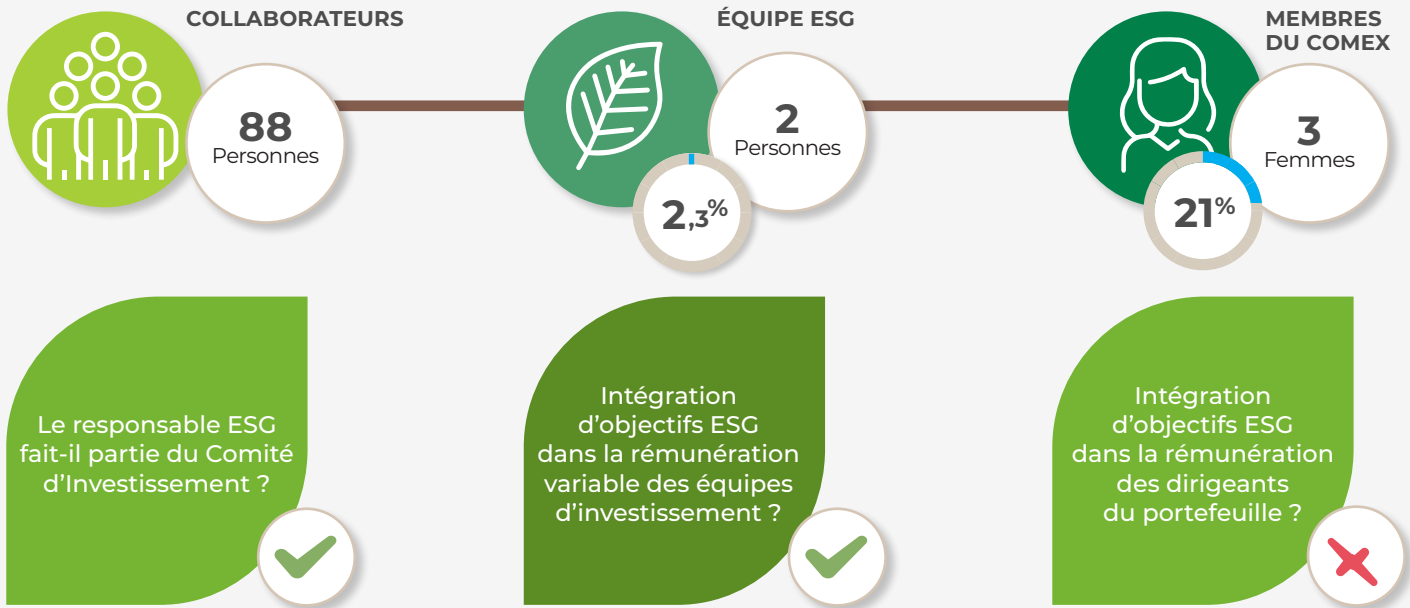 COLLABORATEURS
88
Personnes
ÉQUIPE ESG
2
Personnes
2,3%
MEMBRES
DU COMEX
3
Femmes
21%
Le responsable ESG
fait-il partie du Comité
d'Investissement ?
Intégration
d'objectifs ESG
dans la rémunération
variable des équipes
d'investissement ?
Intégration
d'objectifs ESG
dans la rémunération
des dirigeants
du portefeuille ?